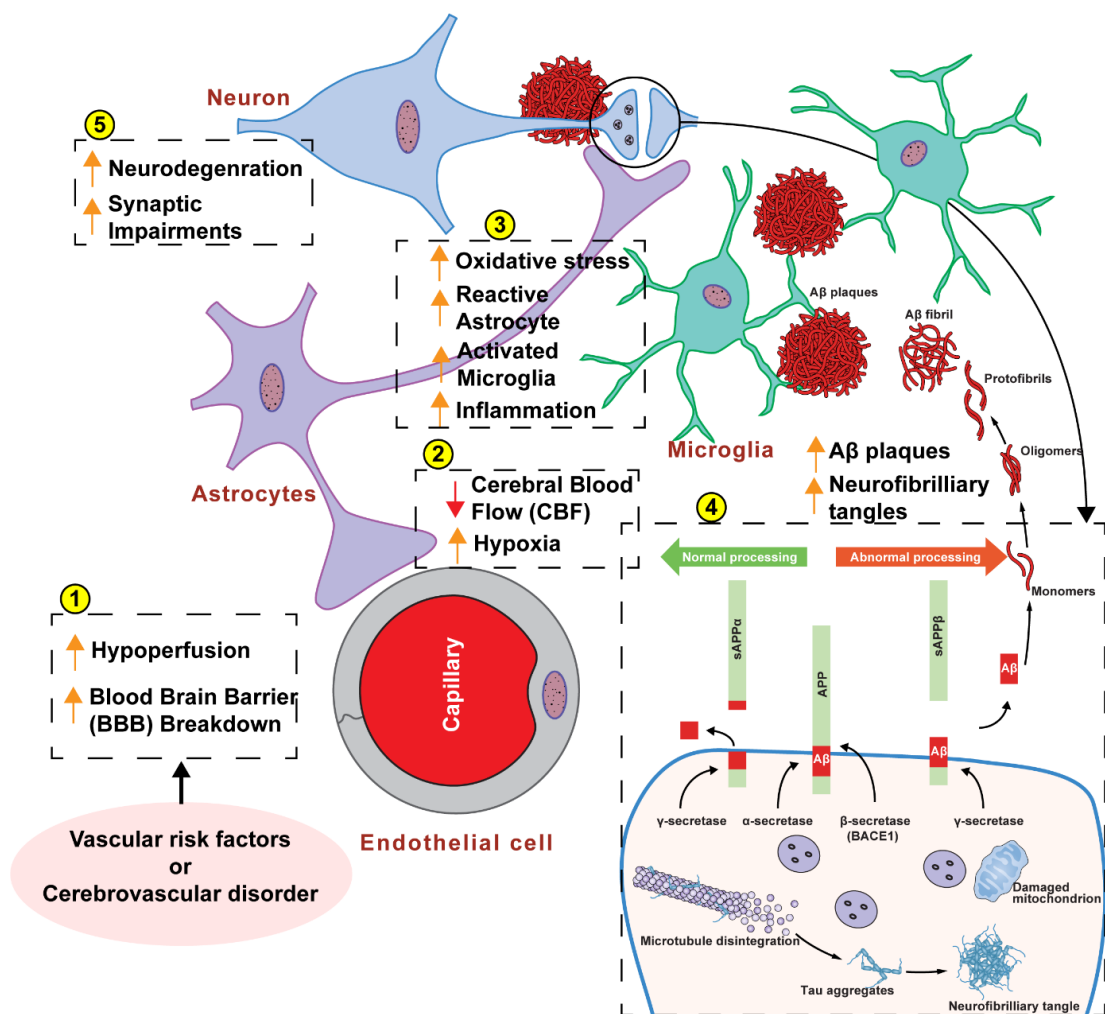 Neuron
5
Neurodegenration
Synaptic
Impairments
3
Oxidative stress
Reactive
Astrocyte
Activated
Microglia
Inflammation
Aβ plaques
Aβ fibril
Protofibrils
Oligomers
Monomers
Microglia
Astrocytes
2
Cerebral Blood
Flow (CBF)
Hypoxia
Aβ plaques
Neurofibrilliary
tangles
4
Normal processing
Abnormal processing
1
Hypoperfusion
Blood Brain Barrier
(BBB) Breakdown
Vascular risk factors
or
Cerebrovascular disorder
Capillary
Endothelial cell
sAPPα
APP
sAPPβ
Aβ
Aβ
Aβ
γ-secretase
α-secretase
β-secretase
(BACE1)
γ-secretase
Damaged
mitochondrion
Microtubule disintegration
Tau aggregates
Neurofibrilliary tangle